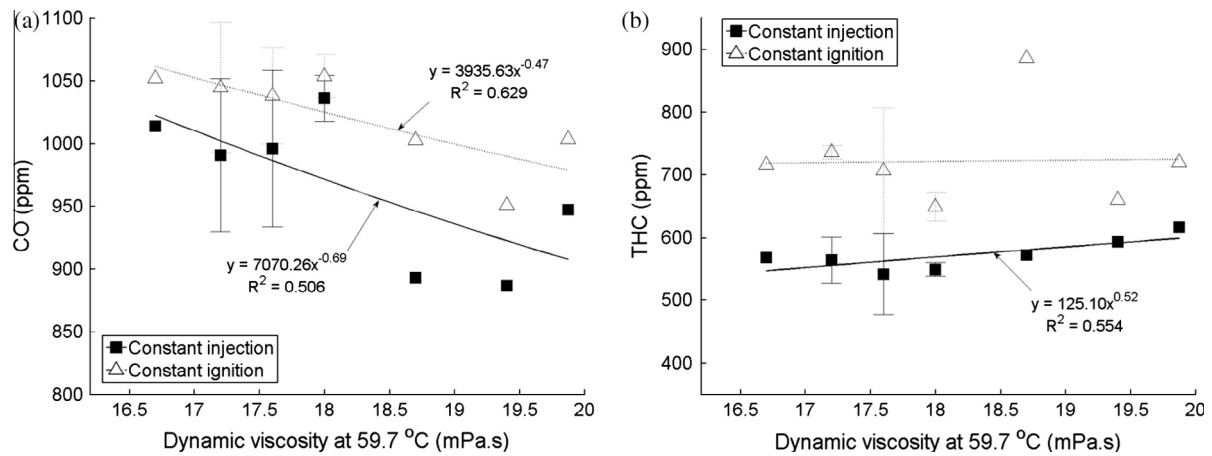 (a)
1100
1050
1000
950
900
850
800
CO (ppm)
y = 3935.63x^-0.47
R² = 0.629
y = 7070.26x^-0.69
R² = 0.506
Constant injection
Constant ignition
16.5 17 17.5 18 18.5 19 19.5 20
Dynamic viscosity at 59.7 °C (mPa.s)
(b)
Constant injection
Constant ignition
900
800
700
600
500
400
THC (ppm)
y = 125.10x^0.52
R² = 0.554
16.5 17 17.5 18 18.5 19 19.5 20
Dynamic viscosity at 59.7 °C (mPa.s)